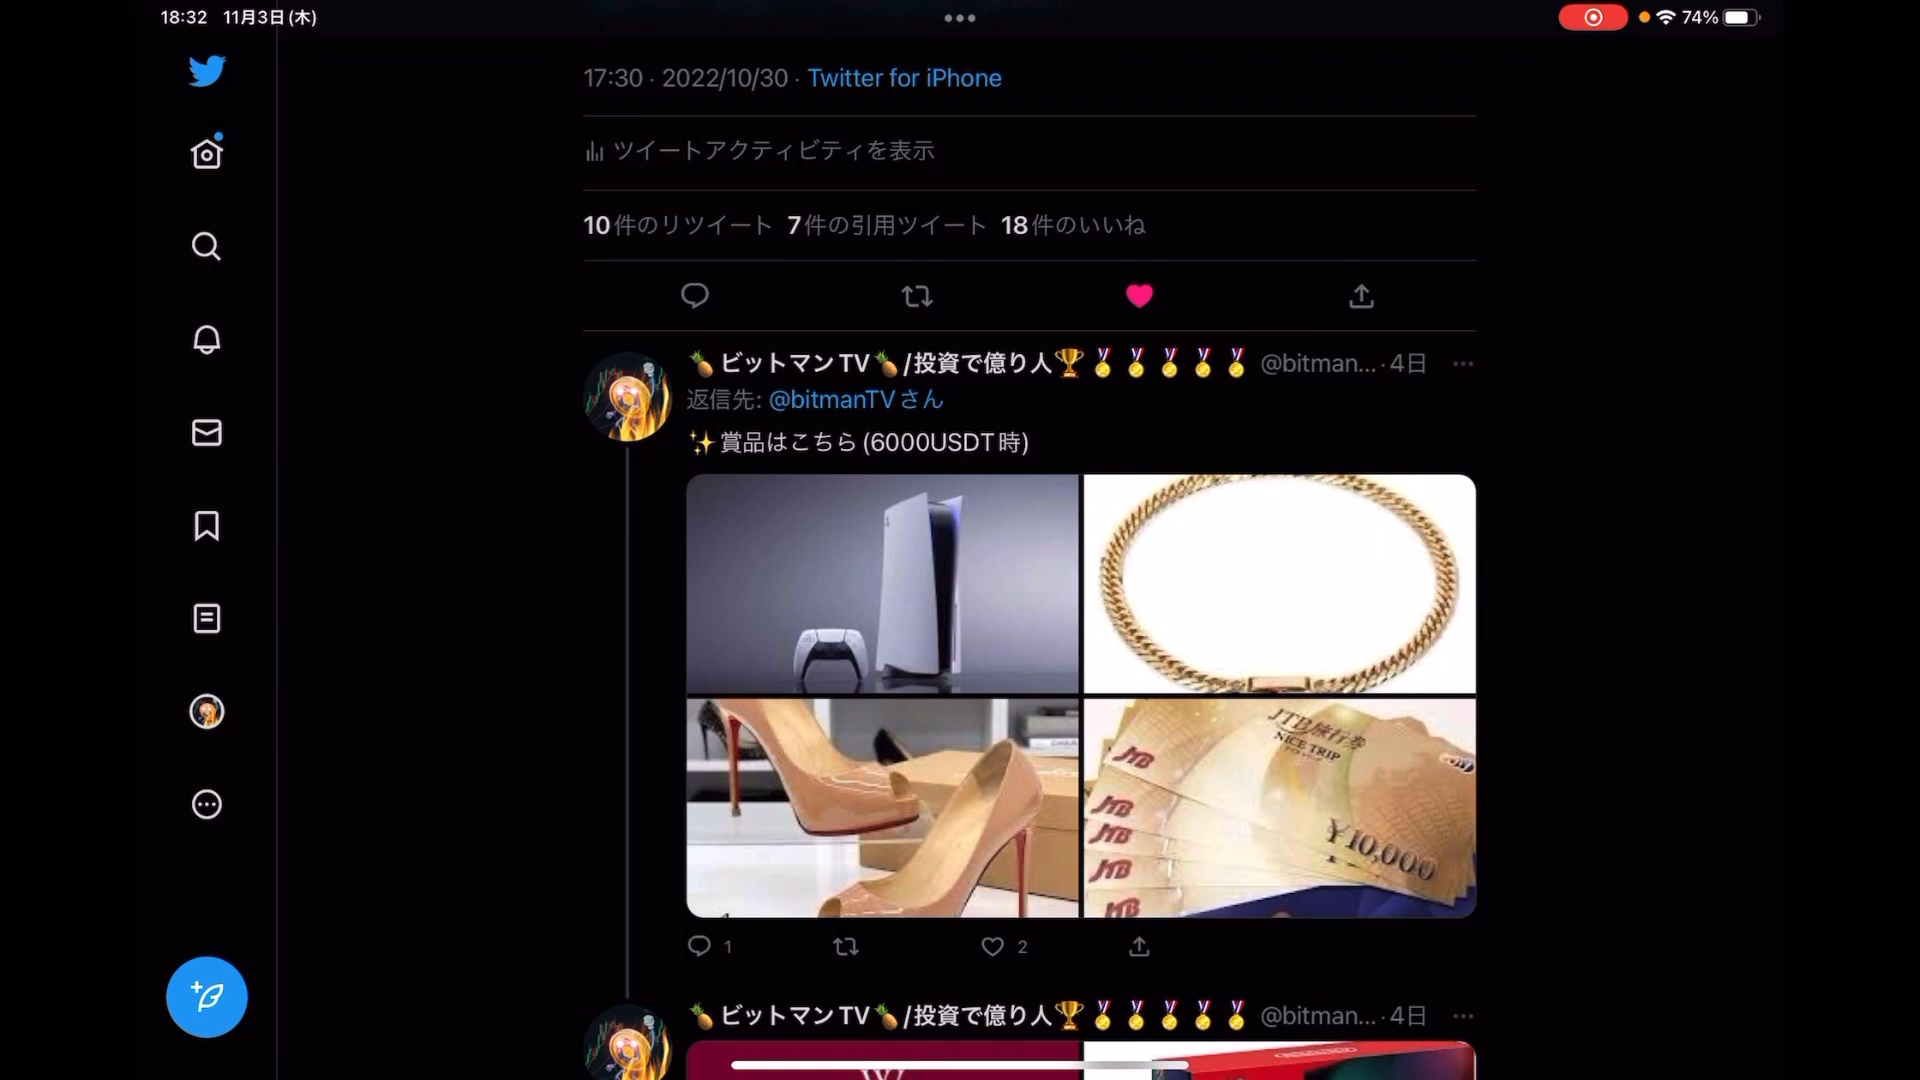 18:32 11月3日(木)
74%
17:30 · 2022/10/30 · Twitter for iPhone
ツイートアクティビティを表示
10件のリツイート 7件の引用ツイート 18件のいいね
🍍ビットマンTV🍍/投資で億り人🏆🏅🏅🏅🏅🏅 @bitman... · 4日
返信先: @bitmanTVさん
✨賞品はこちら(6000USDT時)
JTB旅行券
NICE TRIP
JTB
JTB
JTB
JTB
JTB
¥10,000
1 2
🍍ビットマンTV🍍/投資で億り人🏆🏅🏅🏅🏅🏅 @bitman... · 4日